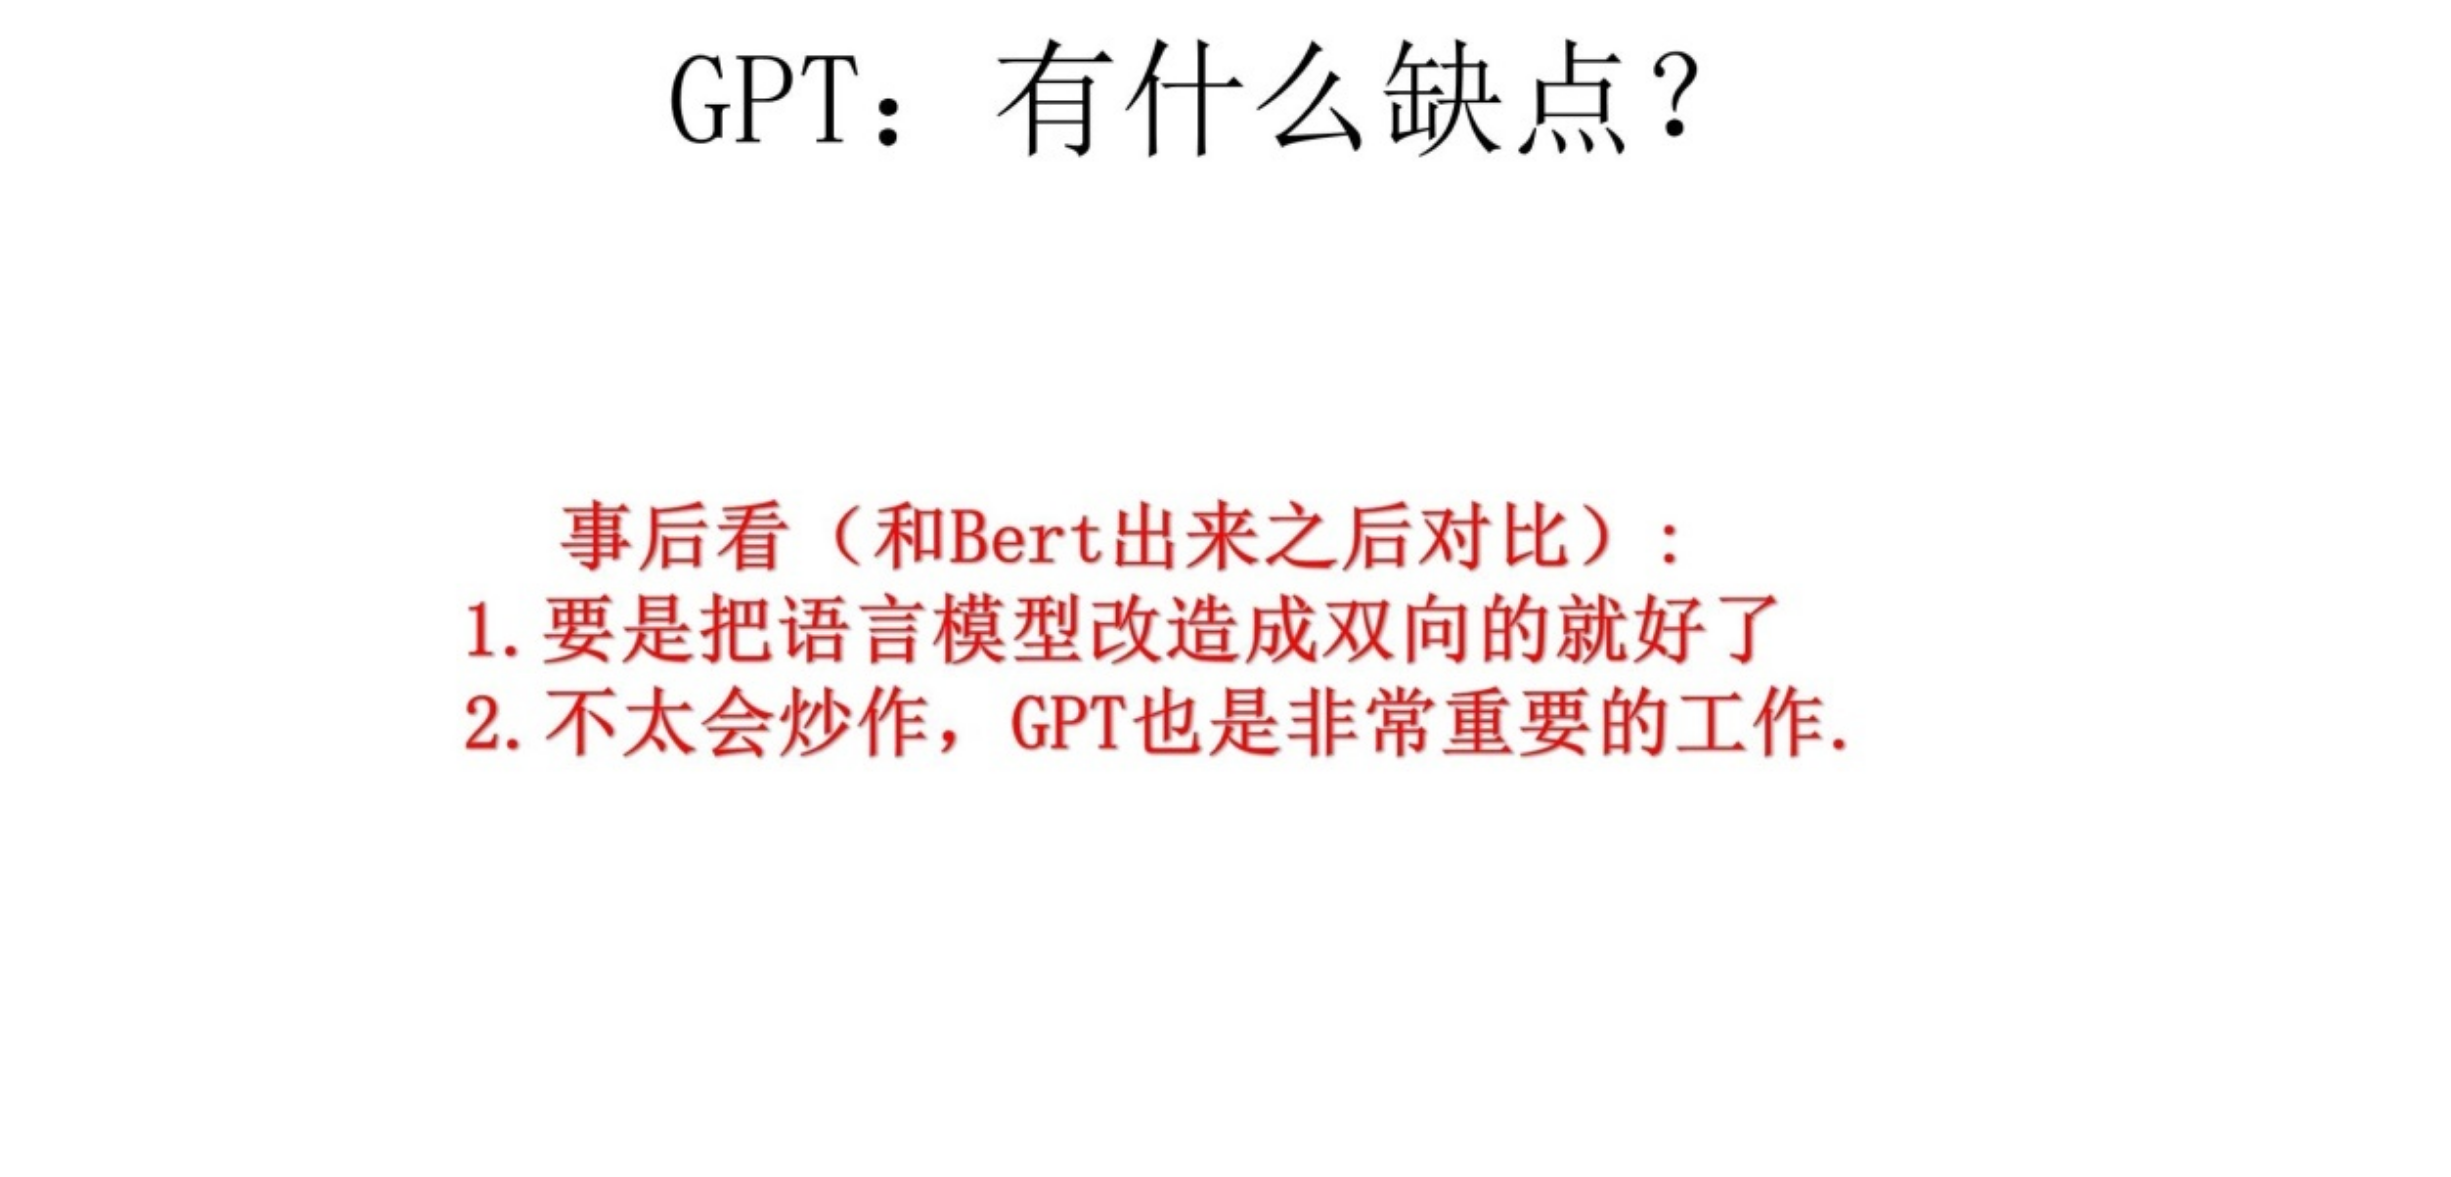 GPT：有什么缺点？
事后看（和Bert出来之后对比）：
1.要是把语言模型改造成双向的就好了
2.不太会炒作，GPT也是非常重要的工作.